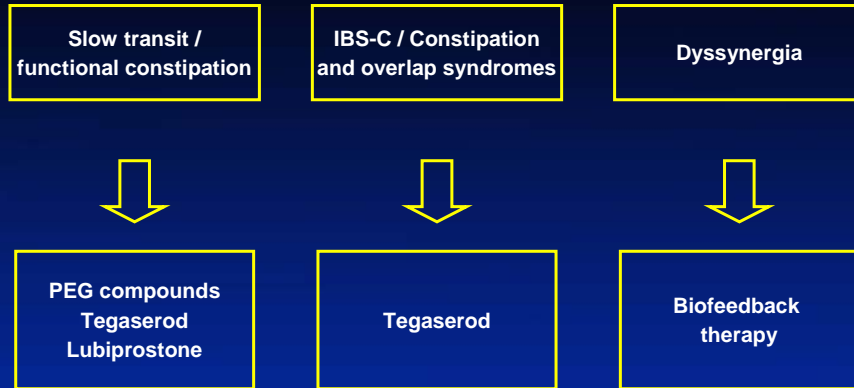 Slow transit /
functional constipation
IBS-C / Constipation
and overlap syndromes
Dyssynergia
PEG compounds
Tegaserod
Lubiprostone
Tegaserod
Biofeedback
therapy